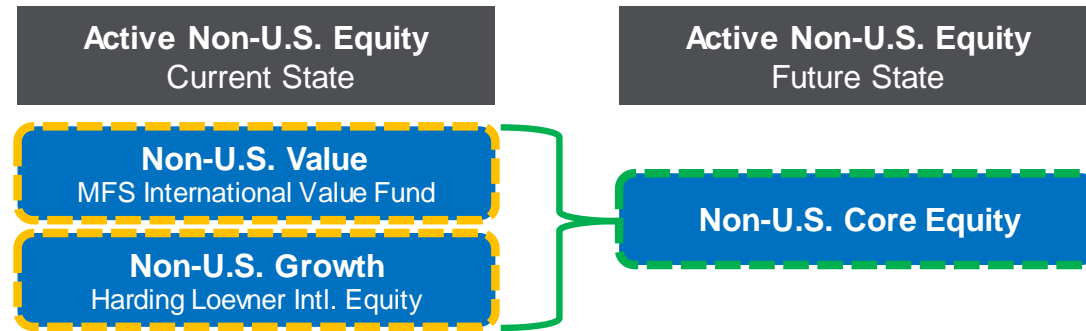 Active Non-U.S. Equity
Current State
Active Non-U.S. Equity
Future State
Non-U.S. Value
MFS International Value Fund
Non-U.S. Growth
Harding Loevner Intl. Equity
Non-U.S. Core Equity